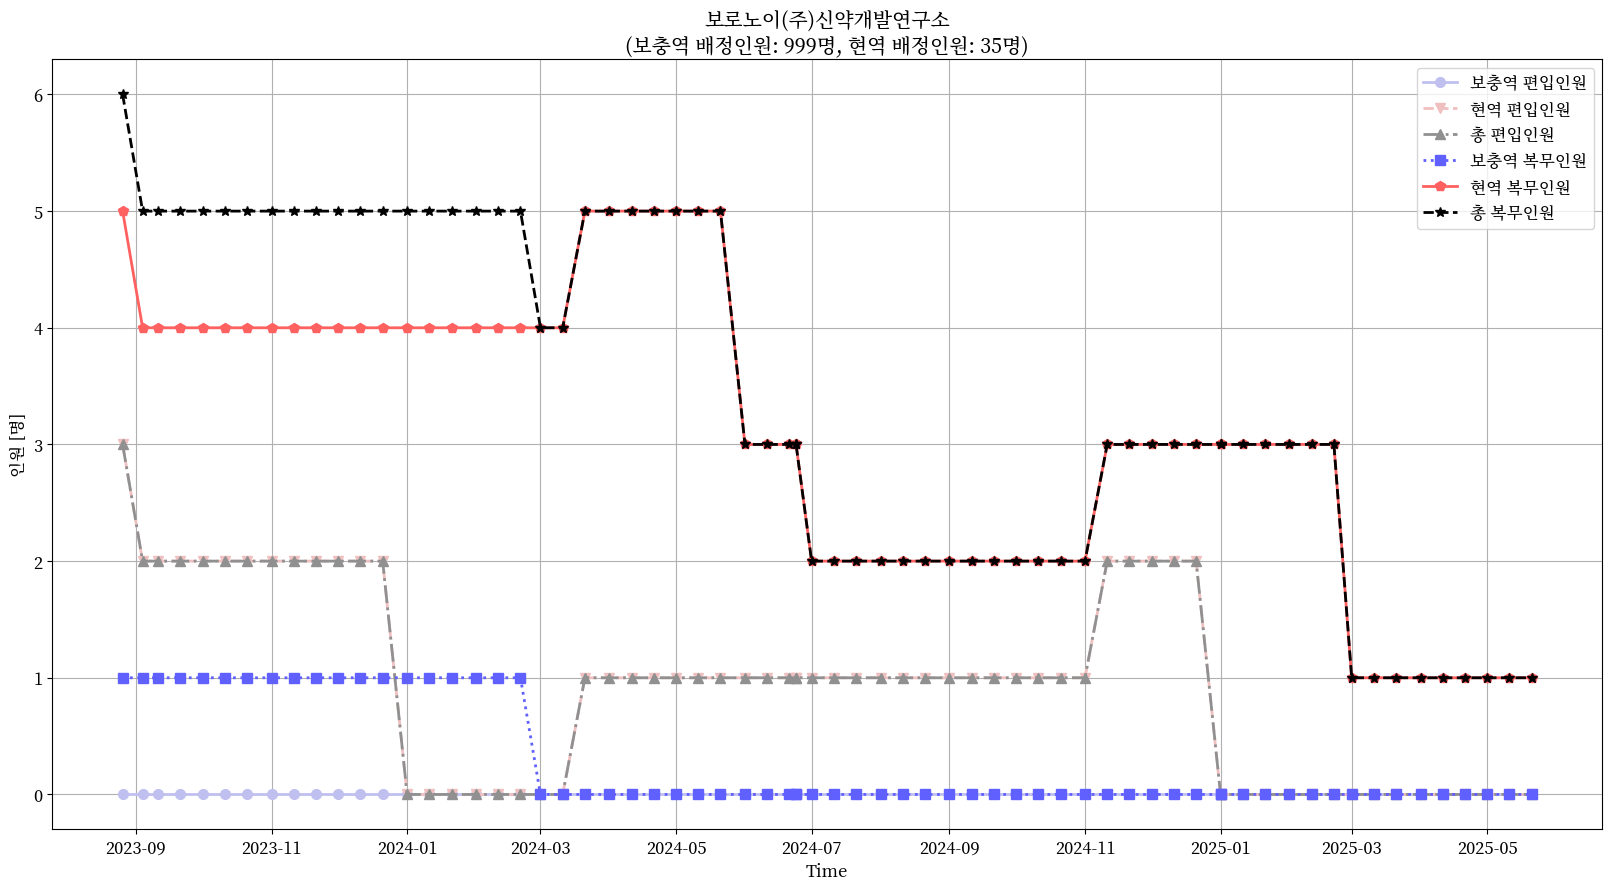 보로노이(주)신약개발연구소
(보충역 배정인원: 999명, 현역 배정인원: 35명)
보충역 편입인원
현역 편입인원
총 편입인원
보충역 복무인원
현역 복무인원
총 복무인원
인원 [명]
6
5
4
3
2
1
0
2023-09 2023-11 2024-01 2024-03 2024-05 2024-07 2024-09 2024-11 2025-01 2025-03 2025-05
Time